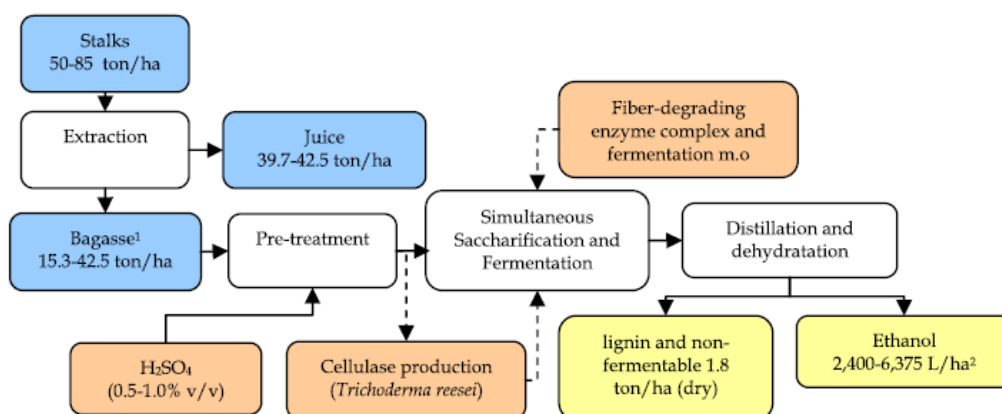 Stalks
50-85 ton/ha
Extraction
Juice
39.7-42.5 ton/ha
Fiber-degrading
enzyme complex and
fermentation m.o
Bagasse¹
15.3-42.5 ton/ha
Pre-treatment
Simultaneous
Saccharification and
Fermentation
Distillation and
dehydratation
H₂SO₄
(0.5-1.0% v/v)
Cellulase production
(Trichoderma reesei)
lignin and non-
fermentable 1.8
ton/ha (dry)
Ethanol
2,400-6,375 L/ha²